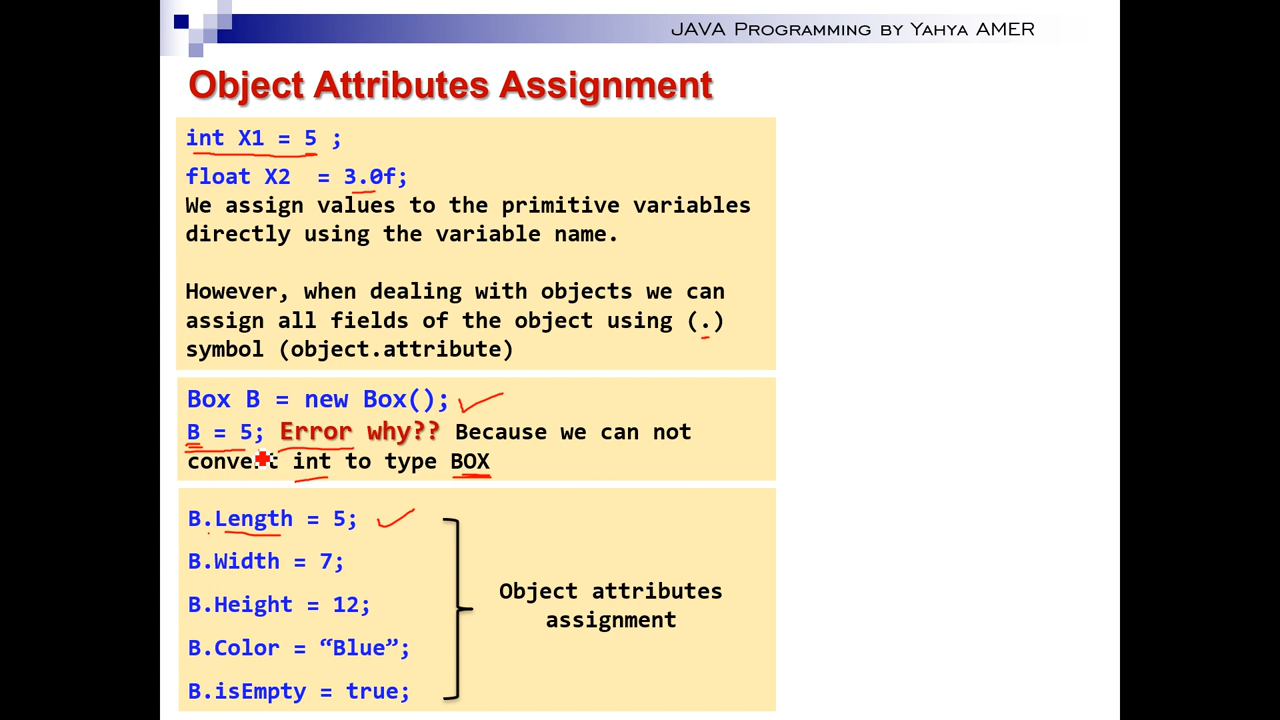 JAVA Programming by Yahya AMER
Object Attributes Assignment
int X1 = 5 ;
float X2 = 3.0f;
We assign values to the primitive variables
directly using the variable name.
However, when dealing with objects we can
assign all fields of the object using (.)
symbol (object.attribute)
Box B = new Box();
B = 5; Error why?? Because we can not
convert int to type BOX
B.Length = 5;
B.Width = 7;
B.Height = 12;
B.Color = “Blue”;
B.isEmpty = true;
Object attributes
assignment